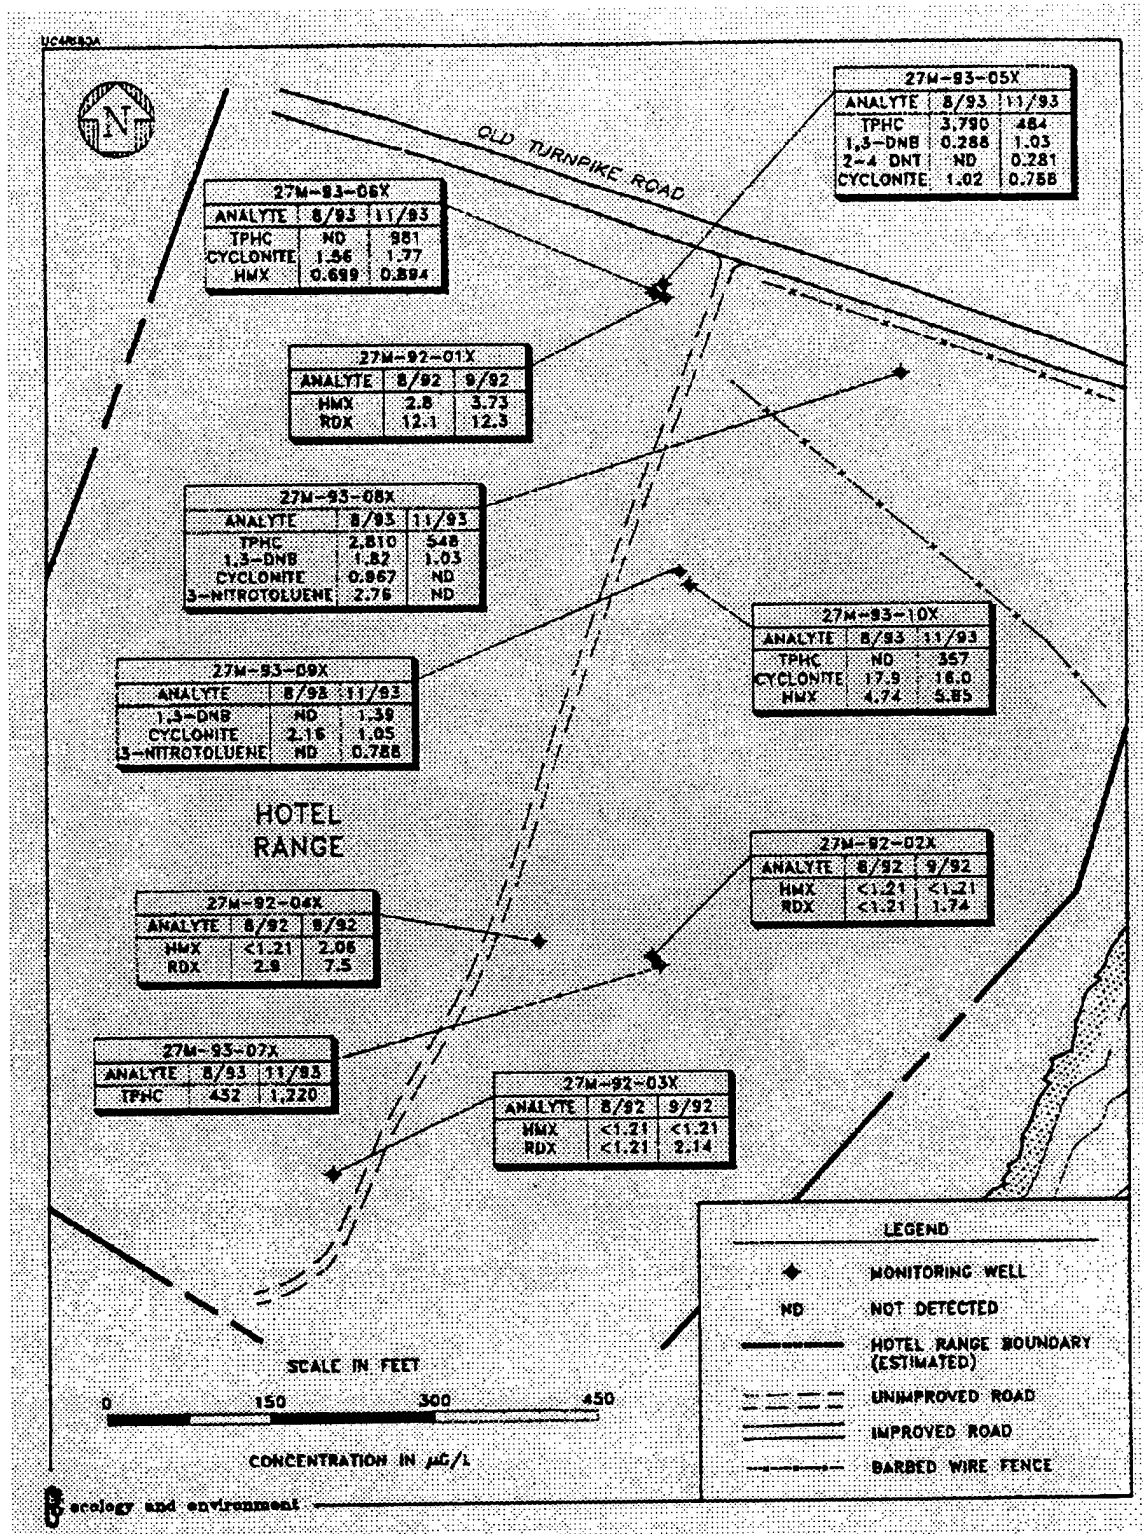 27M-93-05X
ANALYTE 8/93 11/93
TPHC 3,790 464
1,3-DNB 0.288 1.03
2-4 DNT ND 0.281
CYCLONITE 1.02 0.788
N
OLD TURNPIKE ROAD
27M-93-06X
ANALYTE 8/93 11/93
TPHC ND 981
CYCLONITE 1.56 1.77
HMX 0.699 0.894
27M-92-01X
ANALYTE 8/92 9/92
HMX 2.8 3.73
RDX 12.1 12.3
27M-93-08X
ANALYTE 8/93 11/93
TPHC 2,810 548
1,3-DNB 1.82 1.03
CYCLONITE 0.967 ND
3-NITROTOLUENE 2.76 ND
27M-93-10X
ANALYTE 8/93 11/93
TPHC ND 357
CYCLONITE 17.9 18.0
HMX 4.74 5.85
27M-93-09X
ANALYTE 8/93 11/93
1,3-DNB ND 1.39
CYCLONITE 2.16 1.05
3-NITROTOLUENE ND 0.788
HOTEL
RANGE
27M-92-02X
ANALYTE 8/92 9/92
HMX <1.21 <1.21
RDX <1.21 1.74
27M-92-04X
ANALYTE 8/92 9/92
HMX <1.21 2.06
RDX 2.9 7.5
27M-93-07X
ANALYTE 8/93 11/93
TPHC 432 1,220
27M-92-03X
ANALYTE 8/92 9/92
HMX <1.21 <1.21
RDX <1.21 2.14
LEGEND
MONITORING WELL
ND NOT DETECTED
HOTEL RANGE BOUNDARY
(ESTIMATED)
UNIMPROVED ROAD
IMPROVED ROAD
BARBED WIRE FENCE
SCALE IN FEET
0 150 300 450
CONCENTRATION IN µG/L
ecology and environment